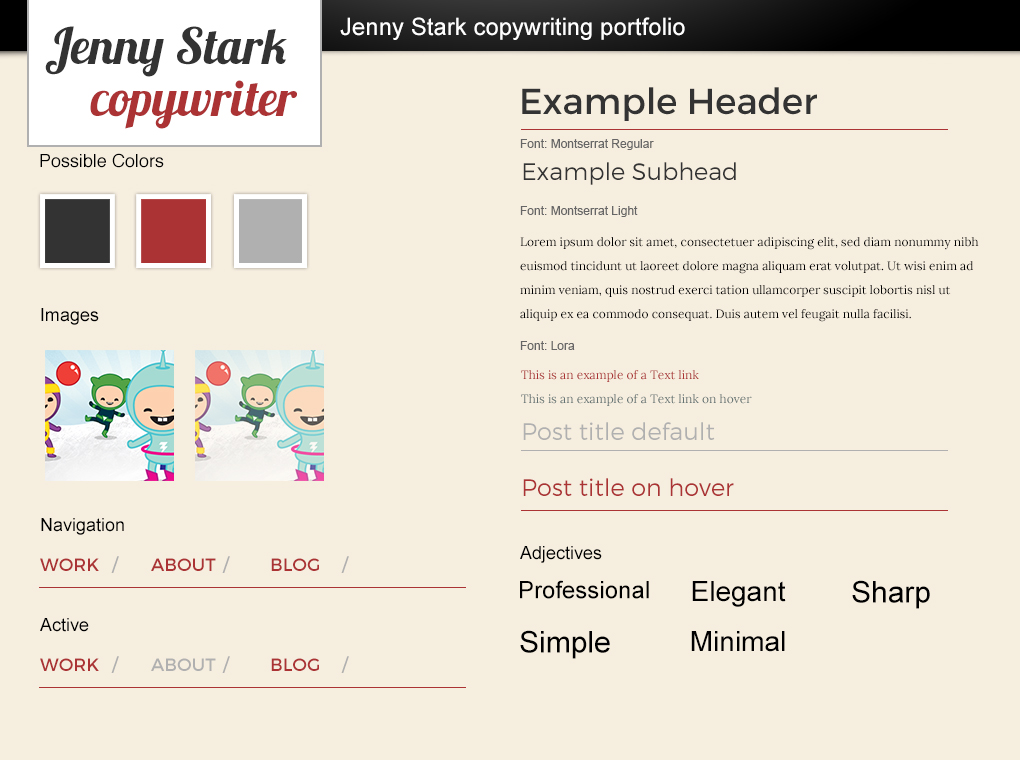 Jenny Stark
copywriter
Jenny Stark copywriting portfolio
Possible Colors
Images
Navigation
WORK / ABOUT / BLOG /
Active
WORK / ABOUT / BLOG /
Example Header
Font: Montserrat Regular
Example Subhead
Font: Montserrat Light
Lorem ipsum dolor sit amet, consectetuer adipiscing elit, sed diam nonummy nibh
euismod tincidunt ut laoreet dolore magna aliquam erat volutpat. Ut wisi enim ad
minim veniam, quis nostrud exerci tation ullamcorper suscipit lobortis nisl ut
aliquip ex ea commodo consequat. Duis autem vel feugait nulla facilisi.
Font: Lora
This is an example of a Text link
This is an example of a Text link on hover
Post title default
Post title on hover
Adjectives
Professional Elegant Sharp
Simple Minimal